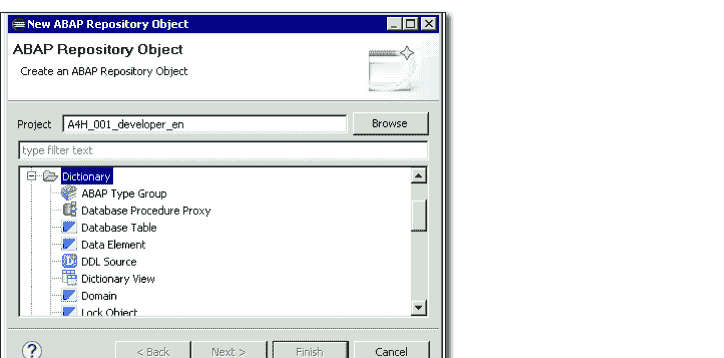 New ABAP Repository Object
ABAP Repository Object
Create an ABAP Repository Object
Project A4H_001_developer_en Browse
type filter text
Dictionary
ABAP Type Group
Database Procedure Proxy
Database Table
Data Element
DDL Source
Dictionary View
Domain
Lock Object
? < Back Next > Finish Cancel